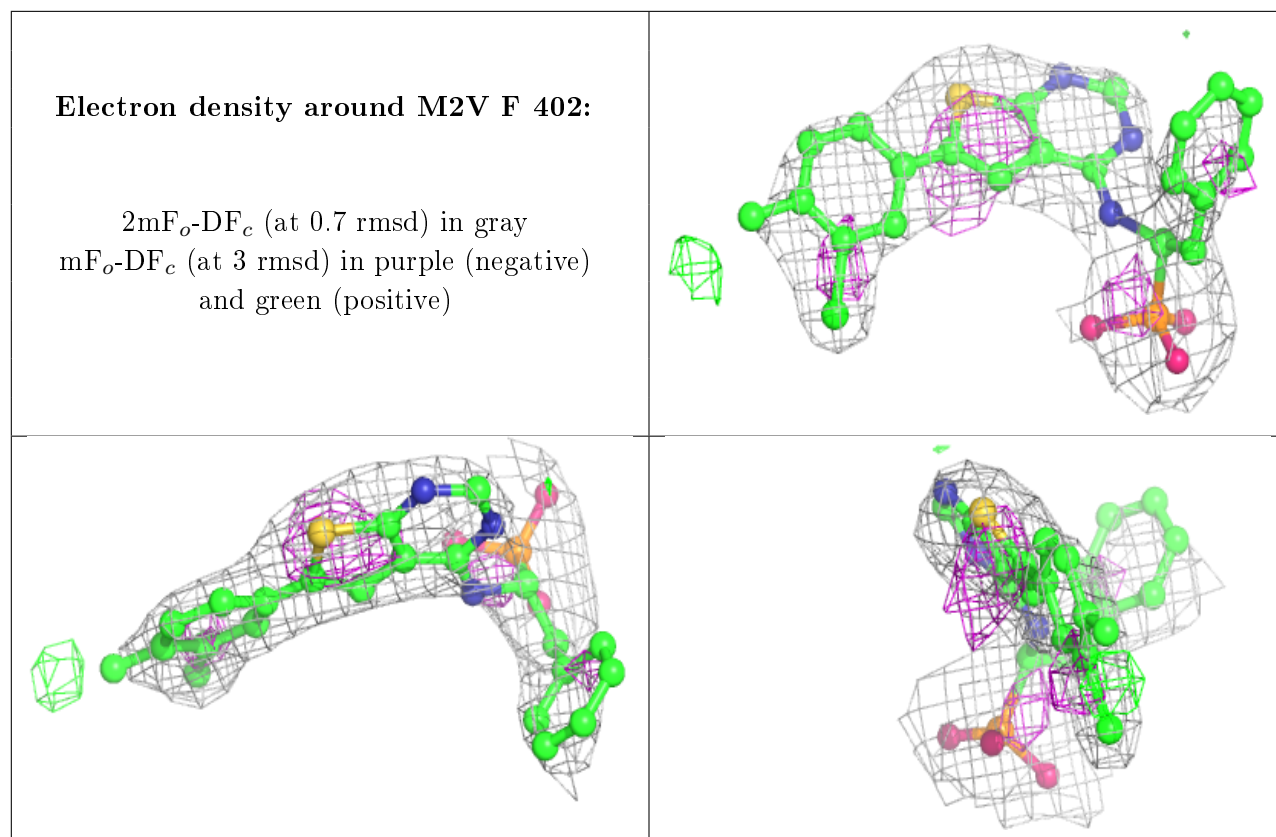 Electron density around M2V F 402:
2mFo-DFc (at 0.7 rmsd) in gray
mFo-DFc (at 3 rmsd) in purple (negative)
and green (positive)